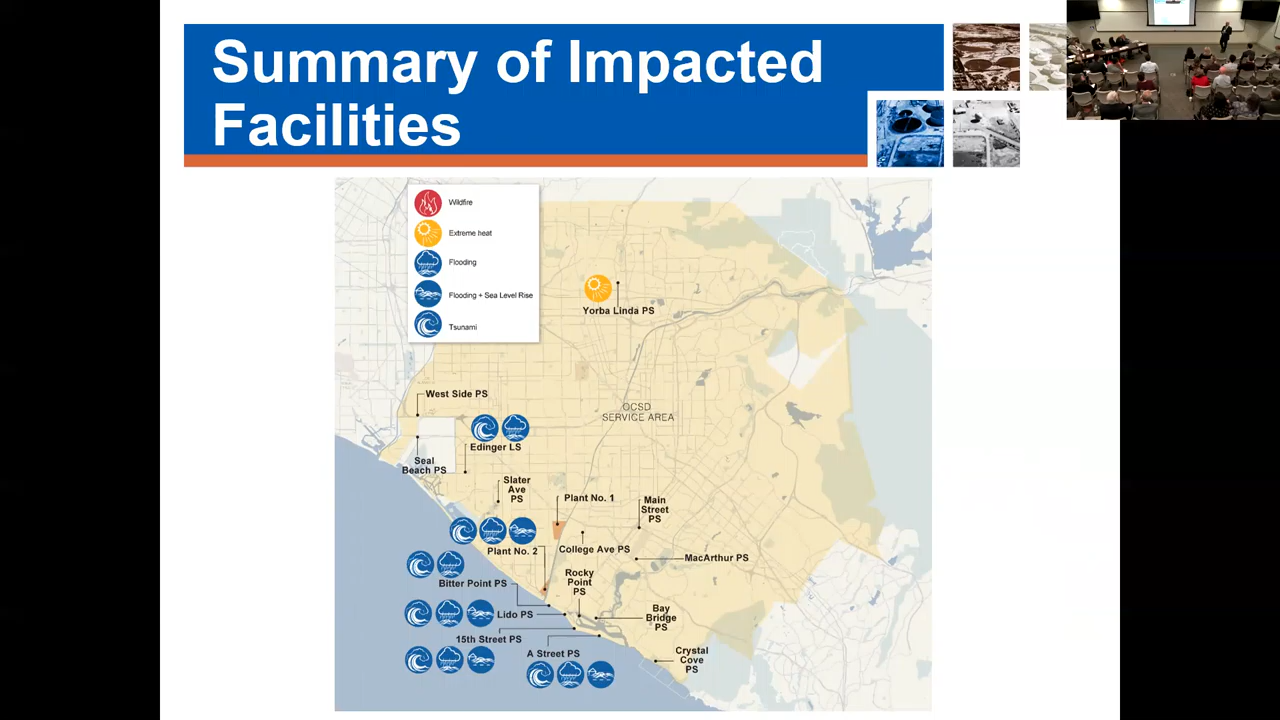 Summary of Impacted
Facilities
Wildfire
Extreme heat
Flooding
Flooding + Sea Level Rise
Tsunami
Yorba Linda PS
West Side PS
OCSD
SERVICE AREA
Edinger LS
Seal
Beach PS
Slater
Ave
PS
Plant No. 1
Main
Street
PS
Plant No. 2
College Ave PS
MacArthur PS
Rocky
Point
PS
Bitter Point PS
Lido PS
Bay
Bridge
PS
15th Street PS
A Street PS
Crystal
Cove
PS